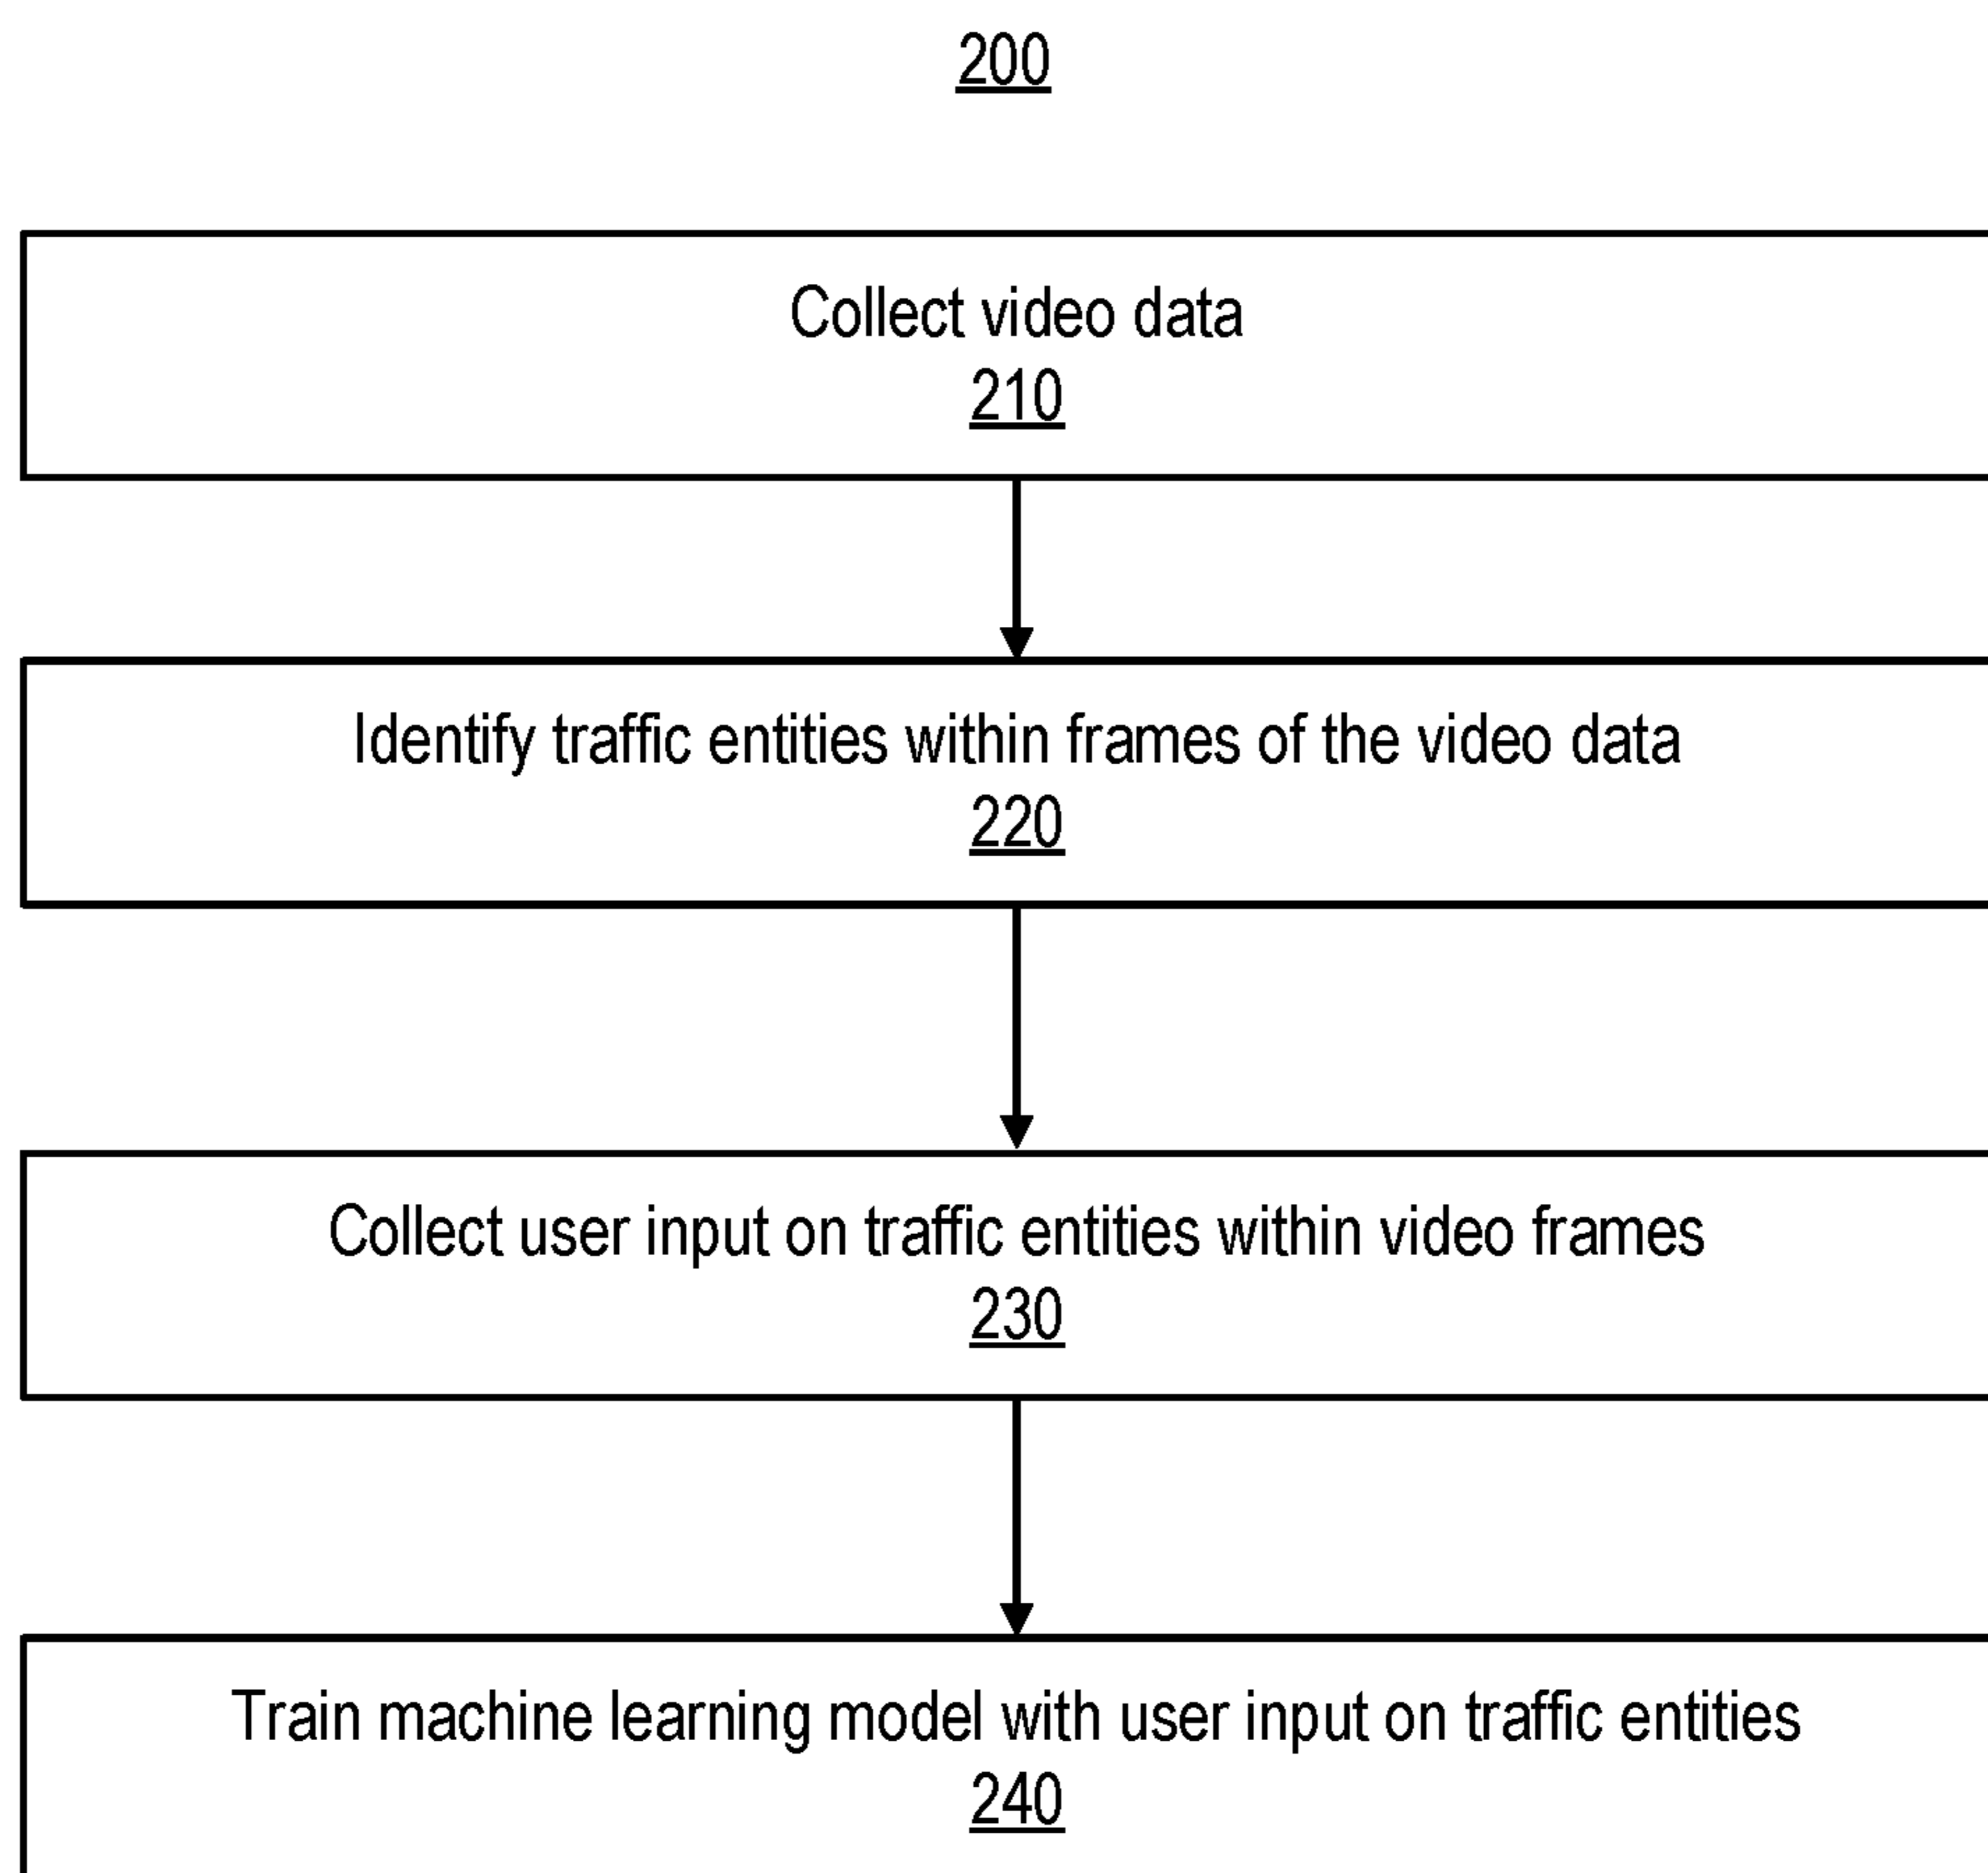 200
Collect video data
210
Identify traffic entities within frames of the video data
220
Collect user input on traffic entities within video frames
230
Train machine learning model with user input on traffic entities
240